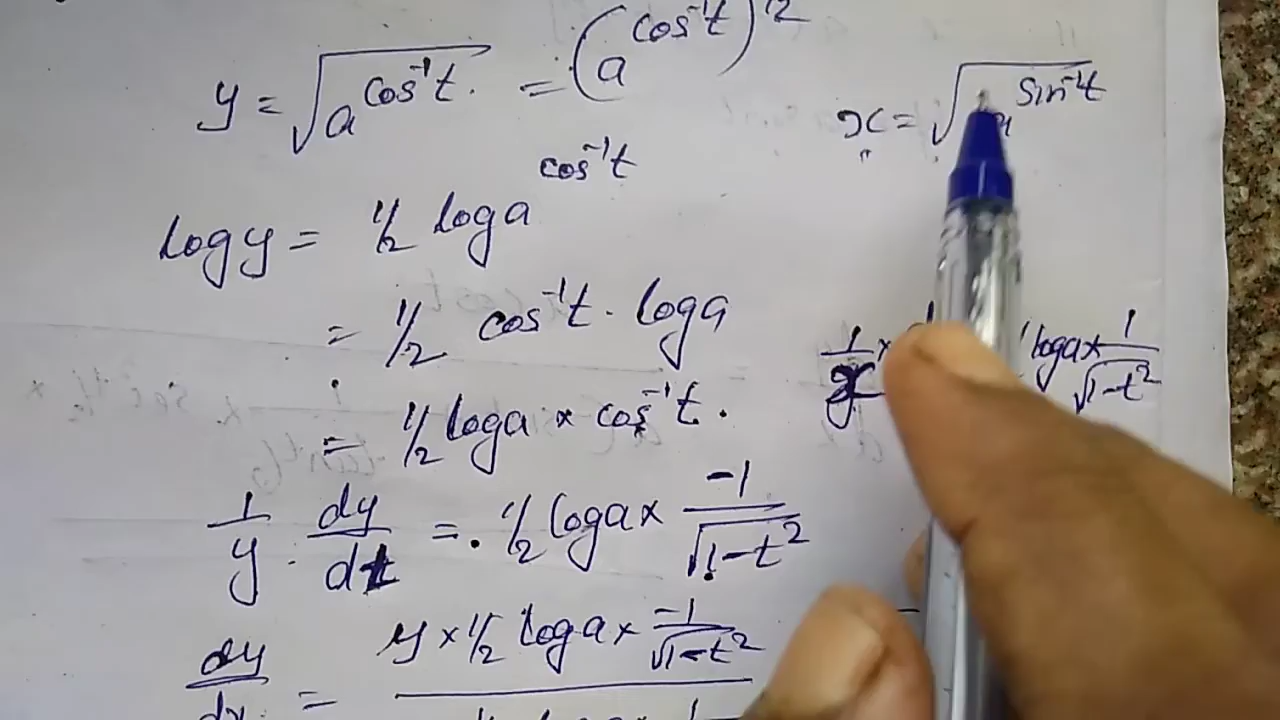 y = √a^cos⁻¹t. = (a^cos⁻¹t)^1/2
x = √a^sin⁻¹t
log y = 1/2 log a^cos⁻¹t
= 1/2 cos⁻¹t · log a
= 1/2 log a × cos⁻¹t.
1/x × log a × 1/√1-t²
1/y · dy/dt = 1/2 log a × -1/√1-t²
dy/dx = y × 1/2 log a × -1/√1-t²